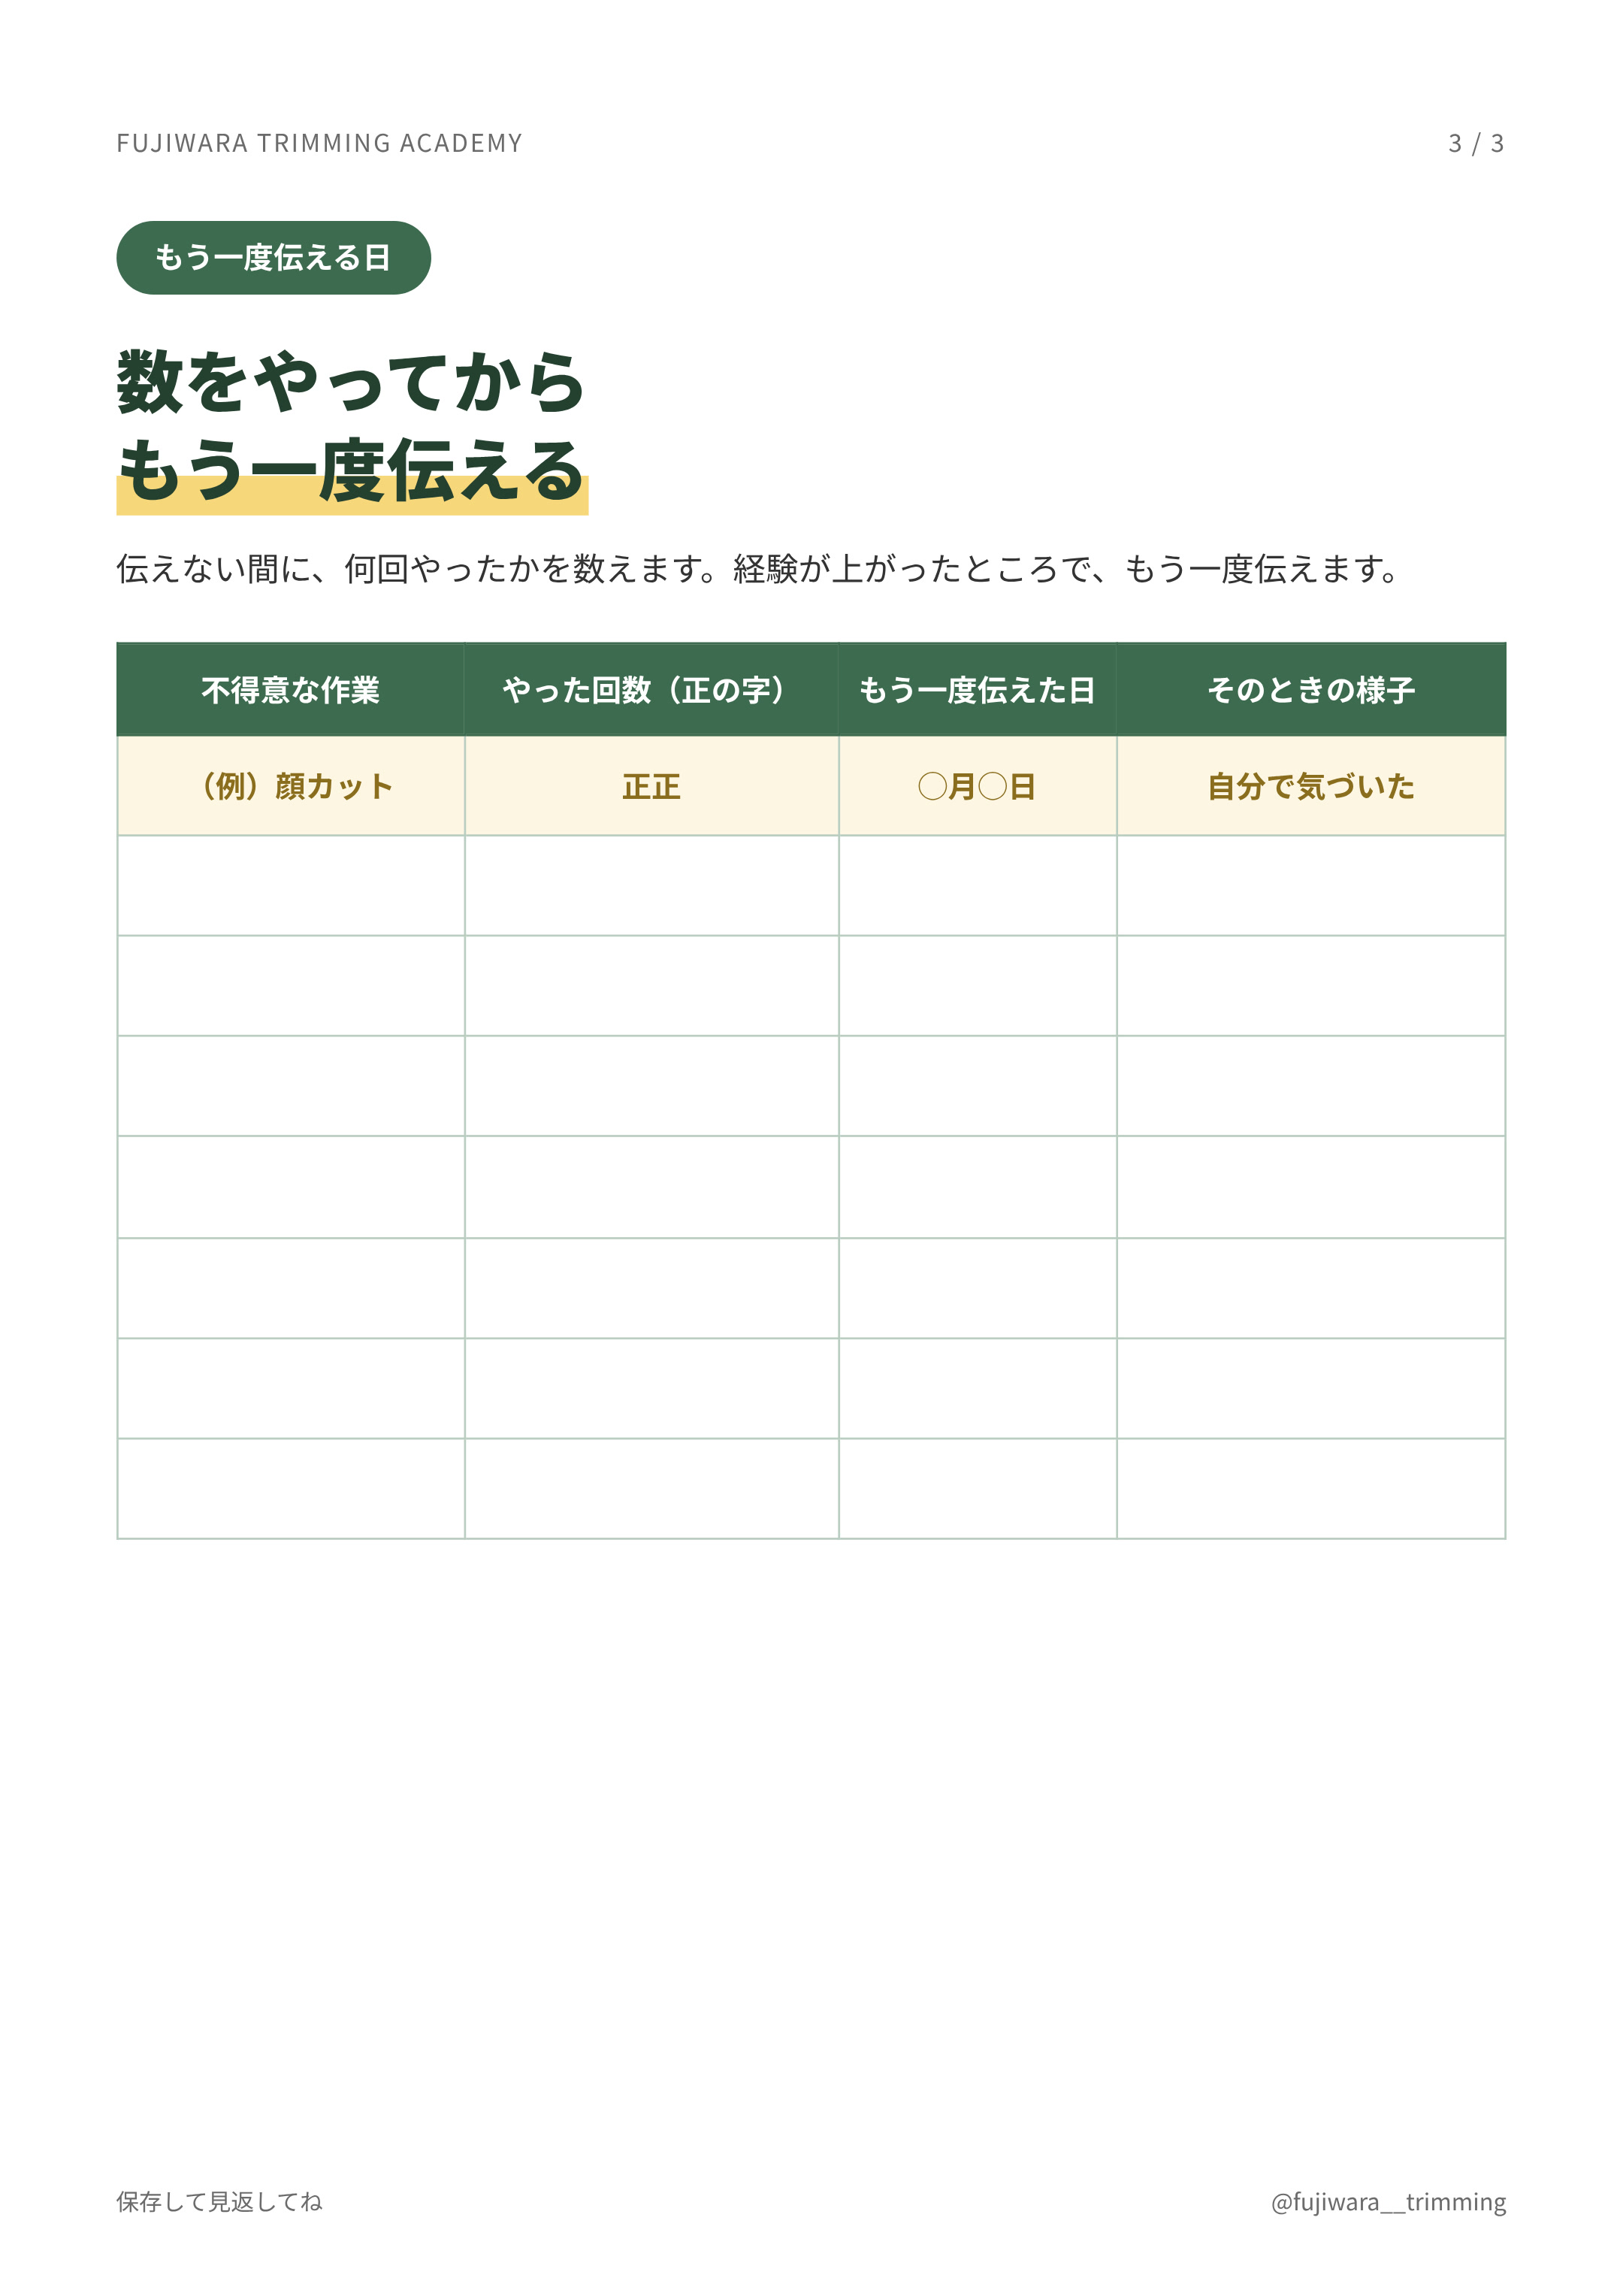 FUJIWARA TRIMMING ACADEMY
3 / 3
もう一度伝える日
数をやってから
もう一度伝える
伝えない間に、何回やったかを数えます。経験が上がったところで、もう一度伝えます。
不得意な作業 やった回数（正の字） もう一度伝えた日 そのときの様子
（例）顔カット 正正 ◯月◯日 自分で気づいた
保存して見返してね
@fujiwara__trimming